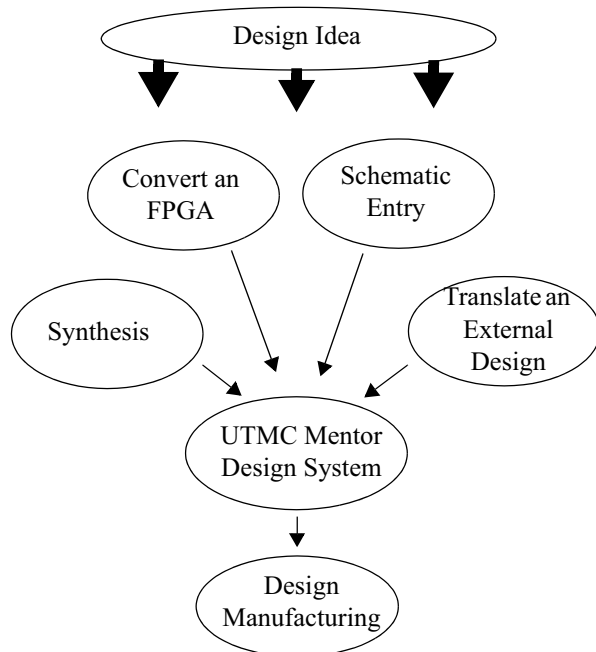 Design Idea
Convert an
FPGA
Schematic
Entry
Synthesis
Translate an
External
Design
UTMC Mentor
Design System
Design
Manufacturing